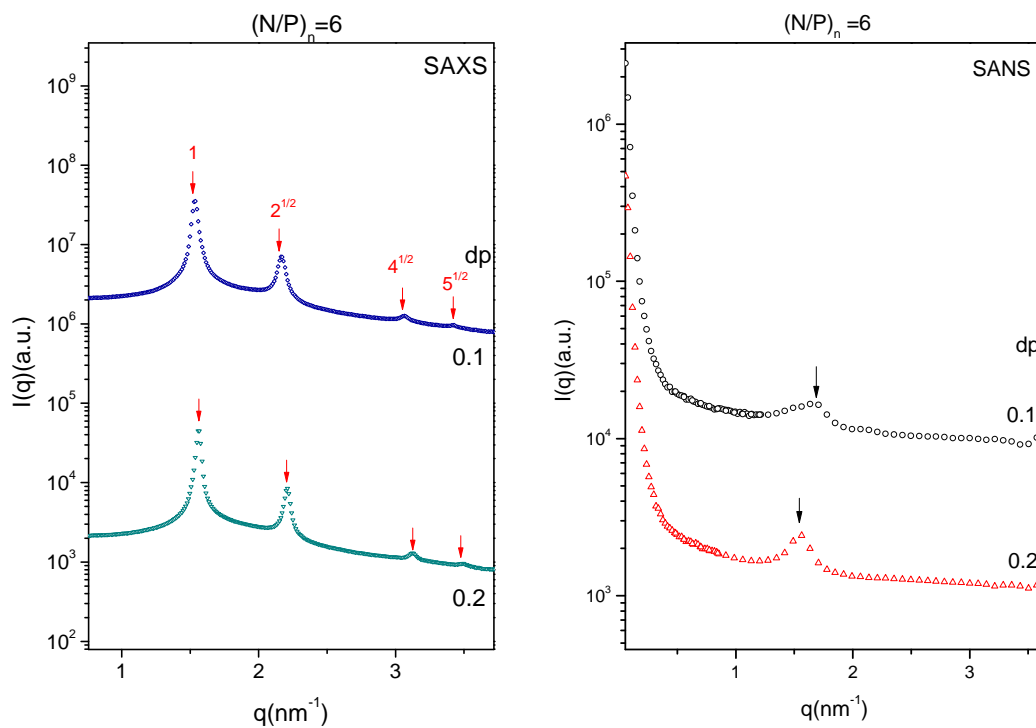 (N/P)n=6
SAXS
10^9
10^8
10^7
10^6
10^5
10^4
10^3
10^2
1
2^1/2
4^1/2
5^1/2
dp
0.1
0.2
I(q)(a.u.)
1 2 3
q(nm^-1)
(N/P)n=6
SANS
10^6
10^5
10^4
10^3
dp
0.1
0.2
I(q)(a.u.)
1 2 3
q(nm^-1)